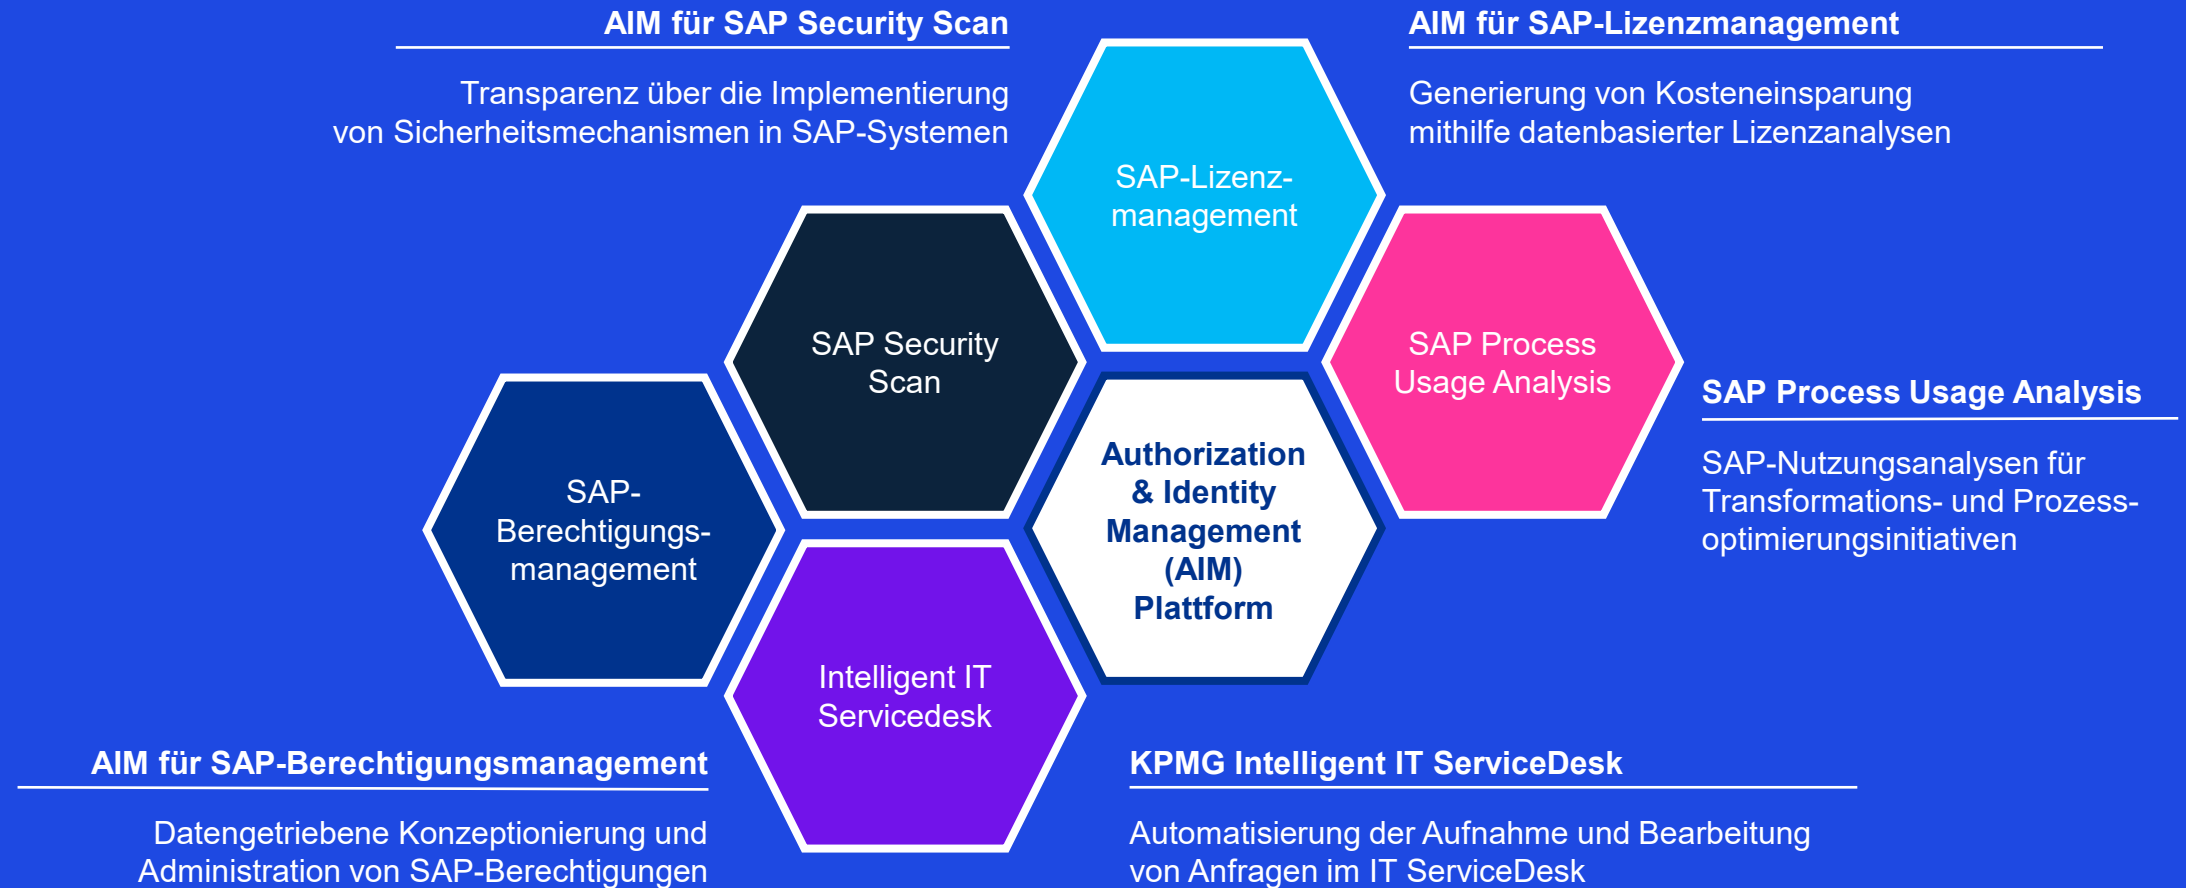 AIM für SAP Security Scan
Transparenz über die Implementierung
von Sicherheitsmechanismen in SAP-Systemen
AIM für SAP-Lizenzmanagement
Generierung von Kosteneinsparung
mithilfe datenbasierter Lizenzanalysen
SAP-Lizenz-
management
SAP Security
Scan
SAP Process
Usage Analysis
SAP Process Usage Analysis
SAP-Nutzungsanalysen für
Transformations- und Prozess-
optimierungsinitiativen
SAP-
Berechtigungs-
management
Authorization
& Identity
Management
(AIM)
Plattform
Intelligent IT
Servicedesk
AIM für SAP-Berechtigungsmanagement
Datengetriebene Konzeptionierung und
Administration von SAP-Berechtigungen
KPMG Intelligent IT ServiceDesk
Automatisierung der Aufnahme und Bearbeitung
von Anfragen im IT ServiceDesk